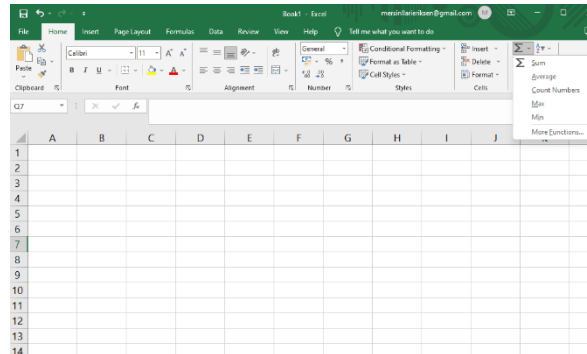 Book1 - Excel
mersinllarieriksen@gmail.com
M
File Home Insert Page Layout Formulas Data Review View Help Tell me what you want to do
Paste
Calibri 11 A A
B I U A
General
% ,
Conditional Formatting
Format as Table
Cell Styles
Insert
Delete
Format
Σ
Clipboard Font Alignment Number Styles Cells
Σ Sum
Average
Count Numbers
Max
Min
More Functions...
Q7 fx
A B C D E F G H I J
1
2
3
4
5
6
7
8
9
10
11
12
13
14